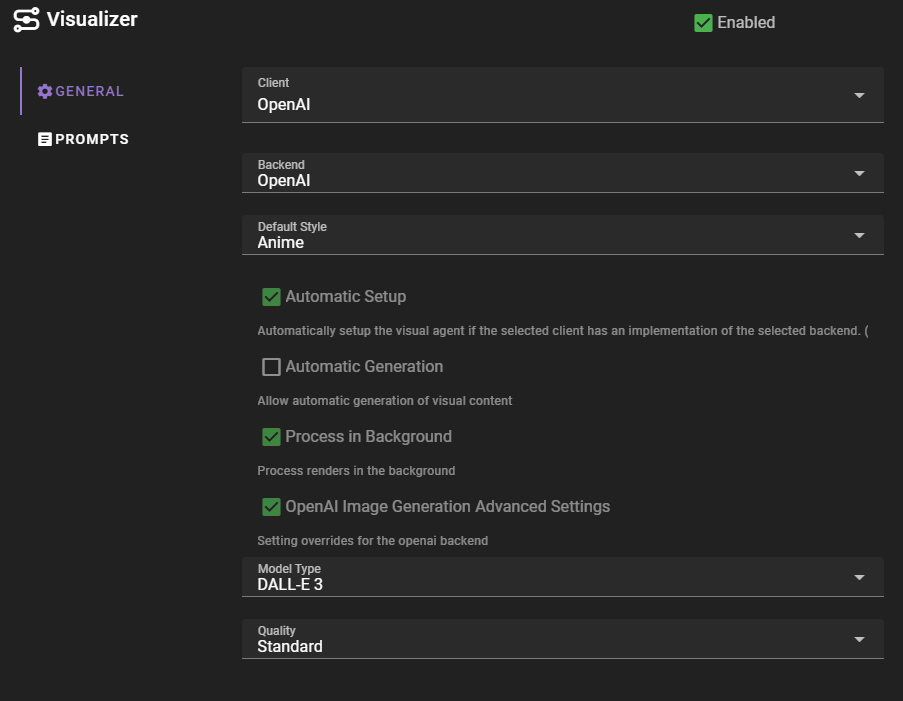 Visualizer
Enabled
GENERAL
PROMPTS
Client
OpenAI
Backend
OpenAI
Default Style
Anime
Automatic Setup
Automatically setup the visual agent if the selected client has an implementation of the selected backend. (
Automatic Generation
Allow automatic generation of visual content
Process in Background
Process renders in the background
OpenAI Image Generation Advanced Settings
Setting overrides for the openai backend
Model Type
DALL-E 3
Quality
Standard